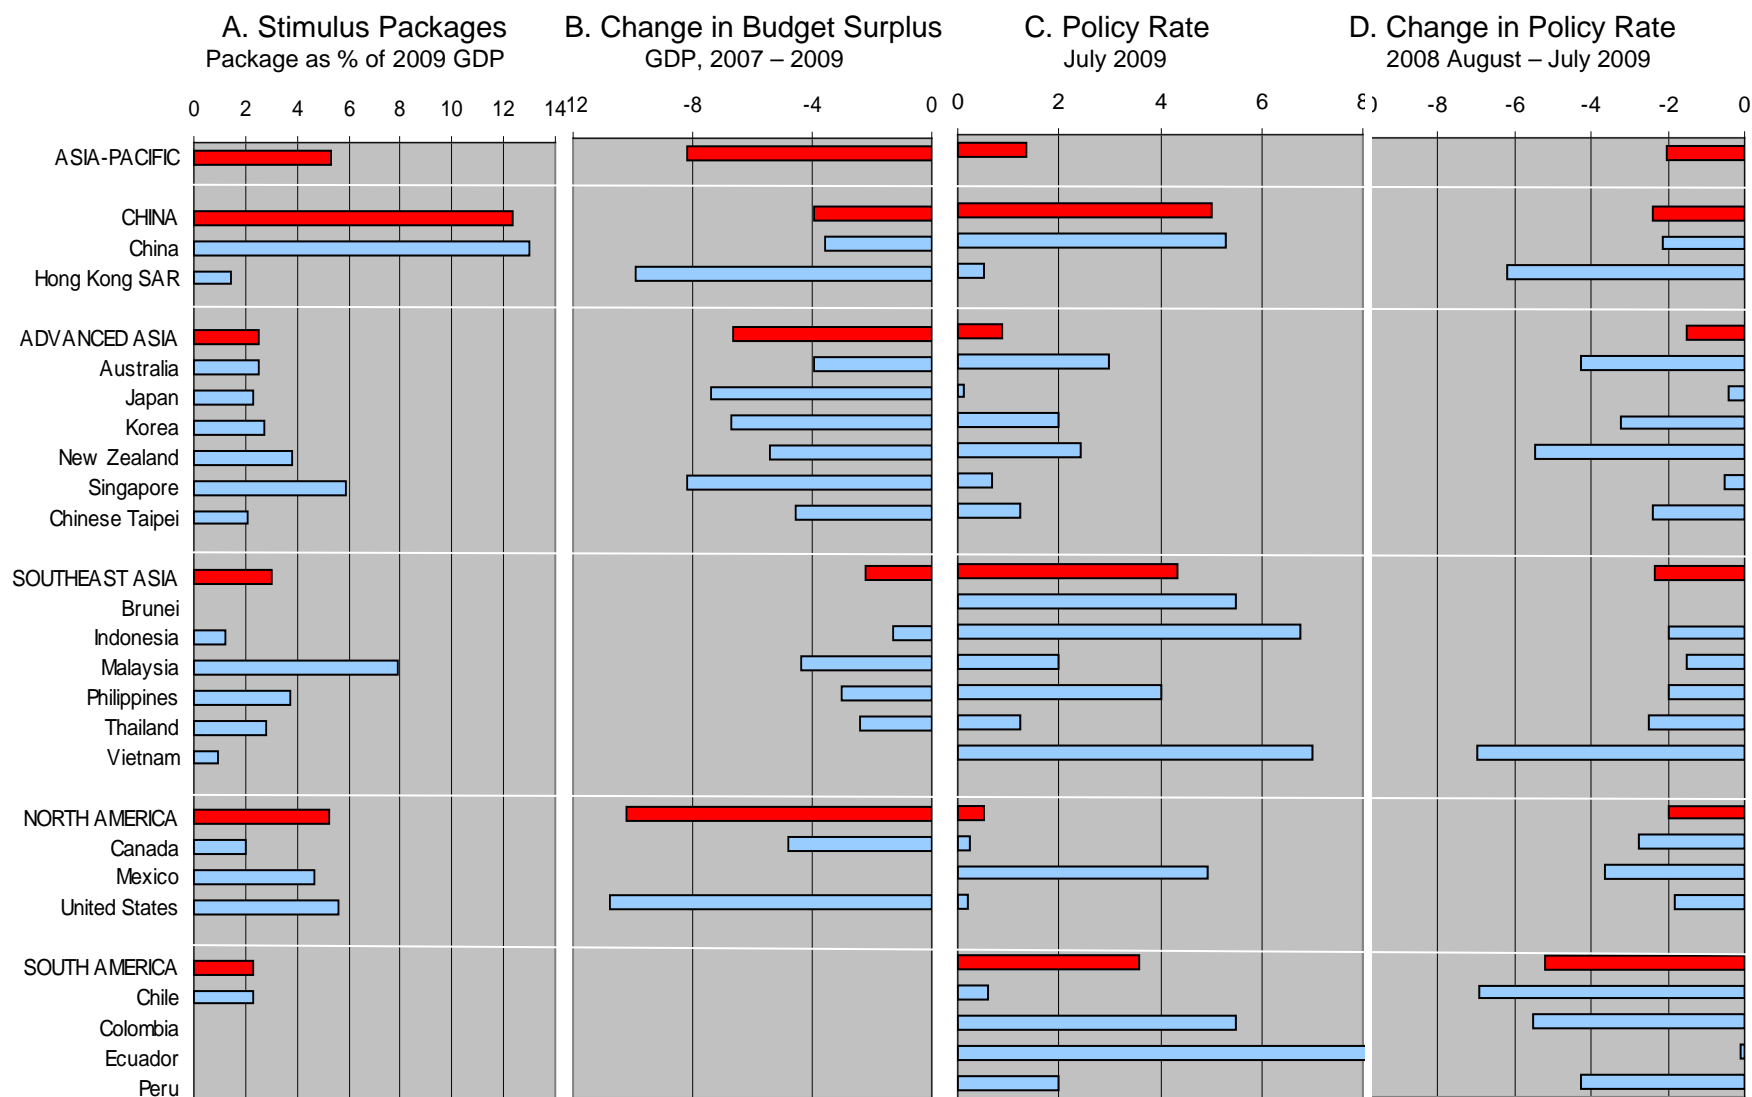 A. Stimulus Packages
Package as % of 2009 GDP
B. Change in Budget Surplus
GDP, 2007 – 2009
C. Policy Rate
July 2009
D. Change in Policy Rate
2008 August – July 2009
0 2 4 6 8 10 12 14
12 -8 -4 0
0 2 4 6 8
0 -8 -6 -4 -2 0
ASIA-PACIFIC
CHINA
China
Hong Kong SAR
ADVANCED ASIA
Australia
Japan
Korea
New Zealand
Singapore
Chinese Taipei
SOUTHEAST ASIA
Brunei
Indonesia
Malaysia
Philippines
Thailand
Vietnam
NORTH AMERICA
Canada
Mexico
United States
SOUTH AMERICA
Chile
Colombia
Ecuador
Peru